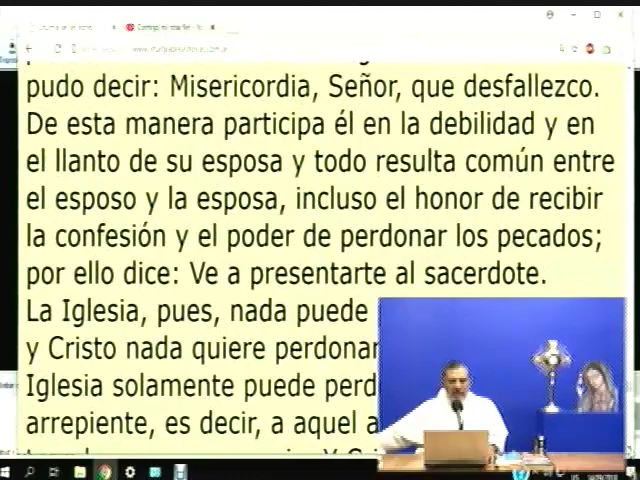 pudo decir: Misericordia, Señor, que desfallezco.
De esta manera participa él en la debilidad y en
el llanto de su esposa y todo resulta común entre
el esposo y la esposa, incluso el honor de recibir
la confesión y el poder de perdonar los pecados;
por ello dice: Ve a presentarte al sacerdote.
La Iglesia, pues, nada puede
y Cristo nada quiere perdonar
Iglesia solamente puede perd
arrepiente, es decir, a aquel a